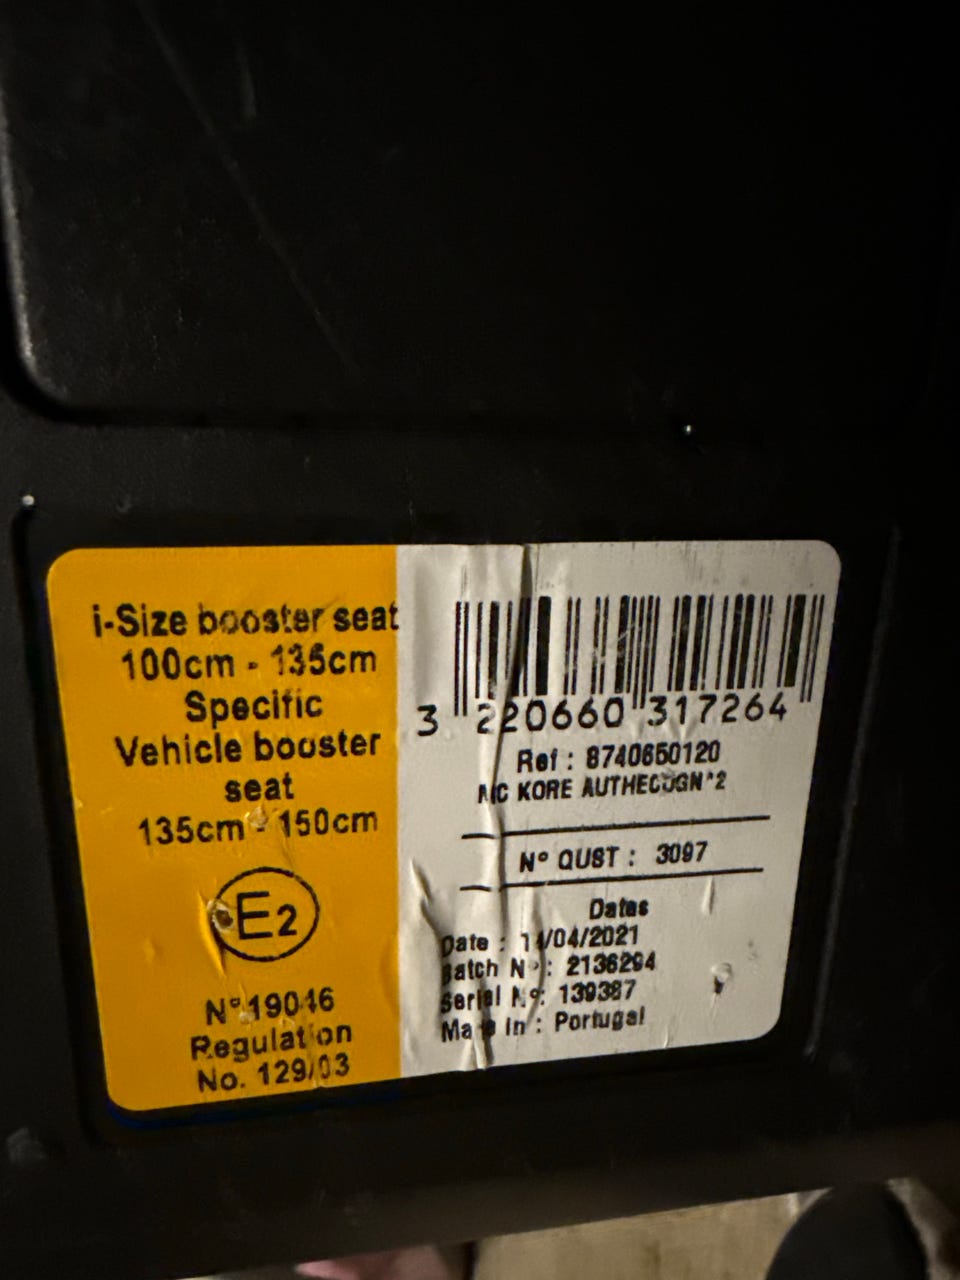 i-Size booster seat
100cm - 135cm
Specific
Vehicle booster
seat
135cm - 150cm
E2
N° 19046
Regulation
No. 129/03
3 220660 317264
Ref : 8740650120
MC KORE AUTHECOGN*2
N° QUST : 3097
Dates
Date : 14/04/2021
Batch N° : 2136294
Serial N°: 139387
Made In : Portugal